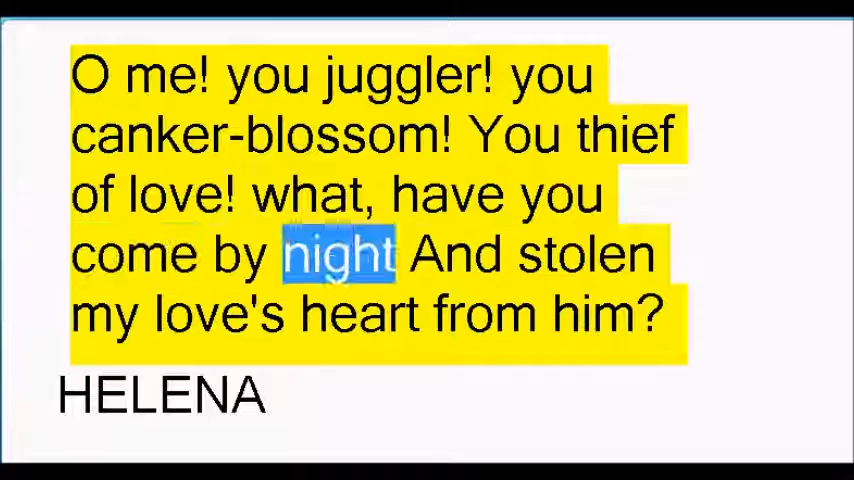 O me! you juggler! you
canker-blossom! You thief
of love! what, have you
come by night And stolen
my love's heart from him?
HELENA